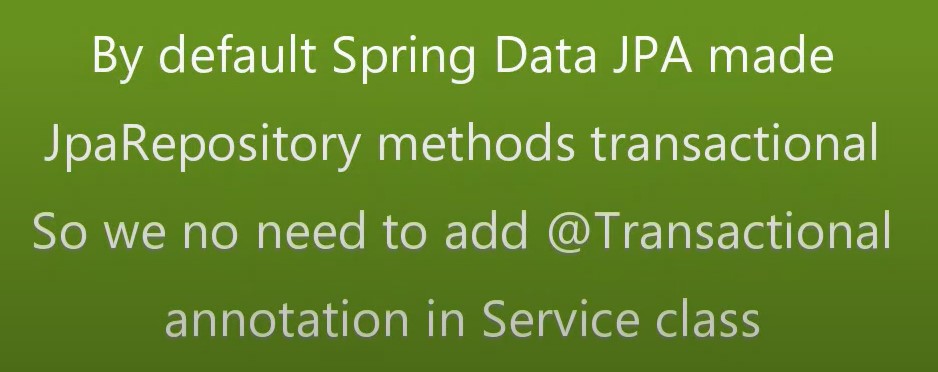 By default Spring Data JPA made
JpaRepository methods transactional
So we no need to add @Transactional
annotation in Service class